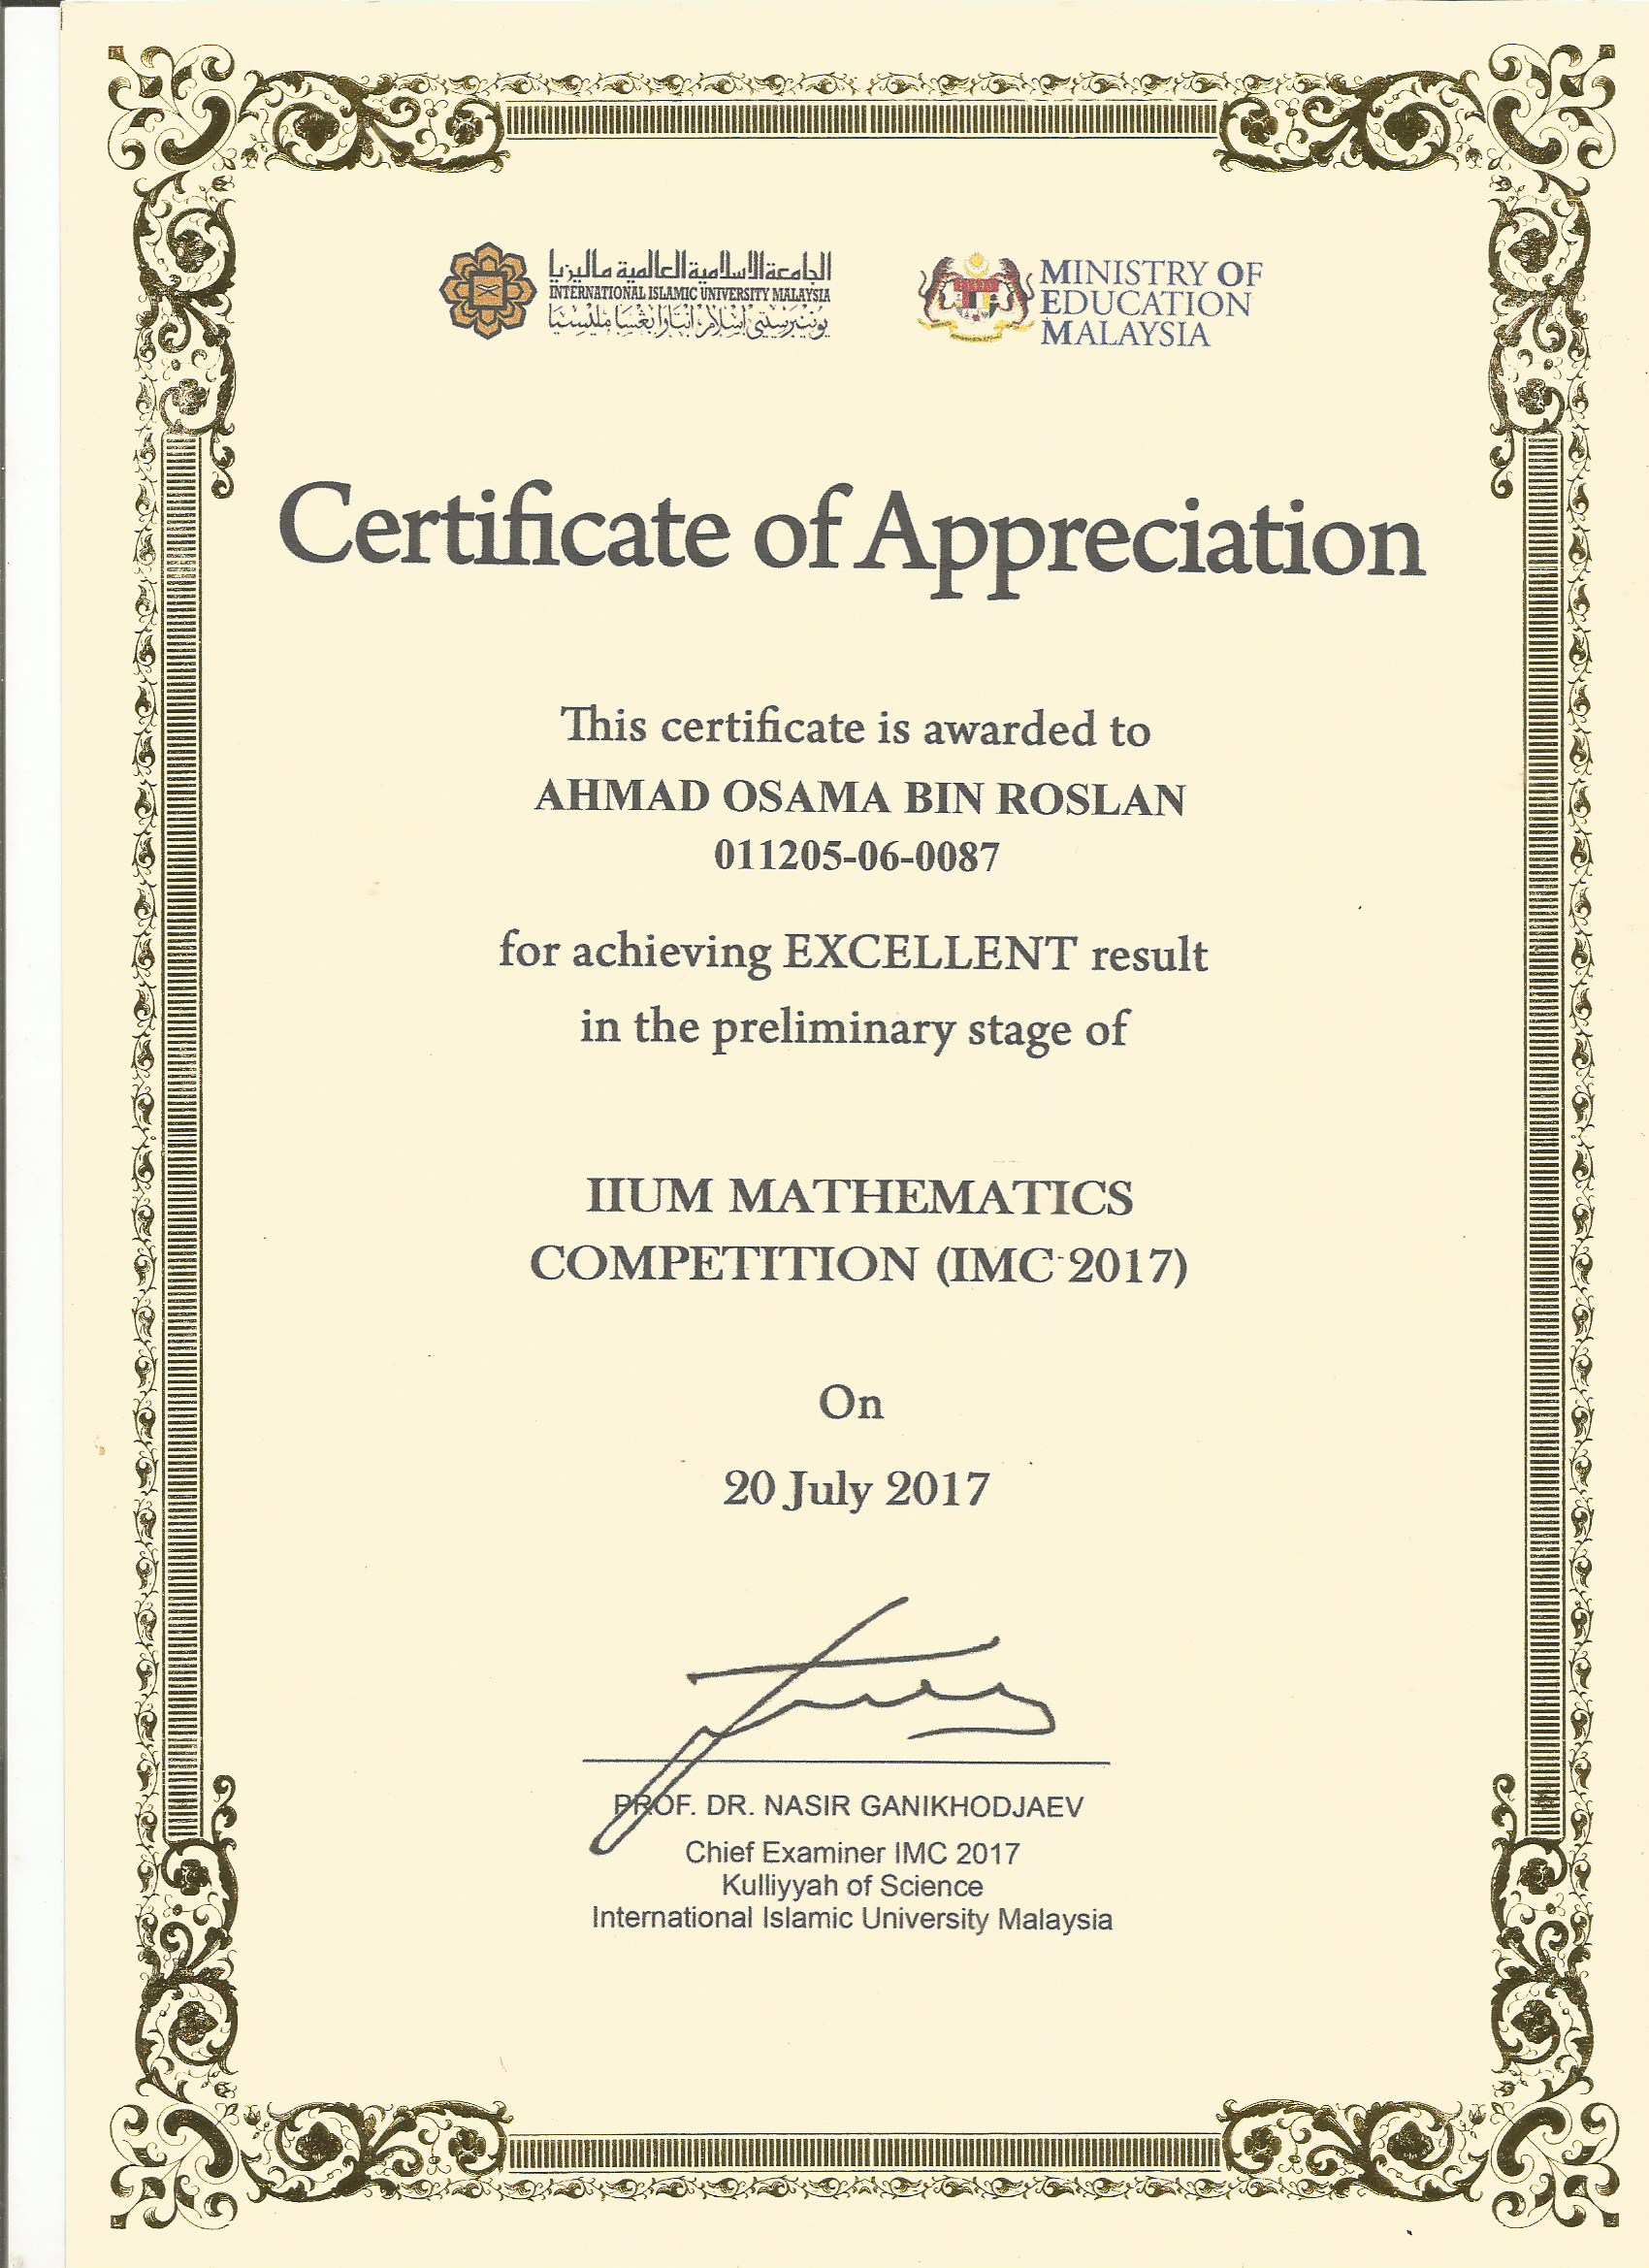 الجامعة الإسلامية العالمية ماليزيا
INTERNATIONAL ISLAMIC UNIVERSITY MALAYSIA
يونيبرسيتي اسلام انتارابغسا مليسيا
MINISTRY OF
EDUCATION
MALAYSIA
Certificate of Appreciation
This certificate is awarded to
AHMAD OSAMA BIN ROSLAN
011205-06-0087
for achieving EXCELLENT result
in the preliminary stage of
IIUM MATHEMATICS
COMPETITION (IMC 2017)
On
20 July 2017
PROF. DR. NASIR GANIKHODJAEV
Chief Examiner IMC 2017
Kulliyyah of Science
International Islamic University Malaysia